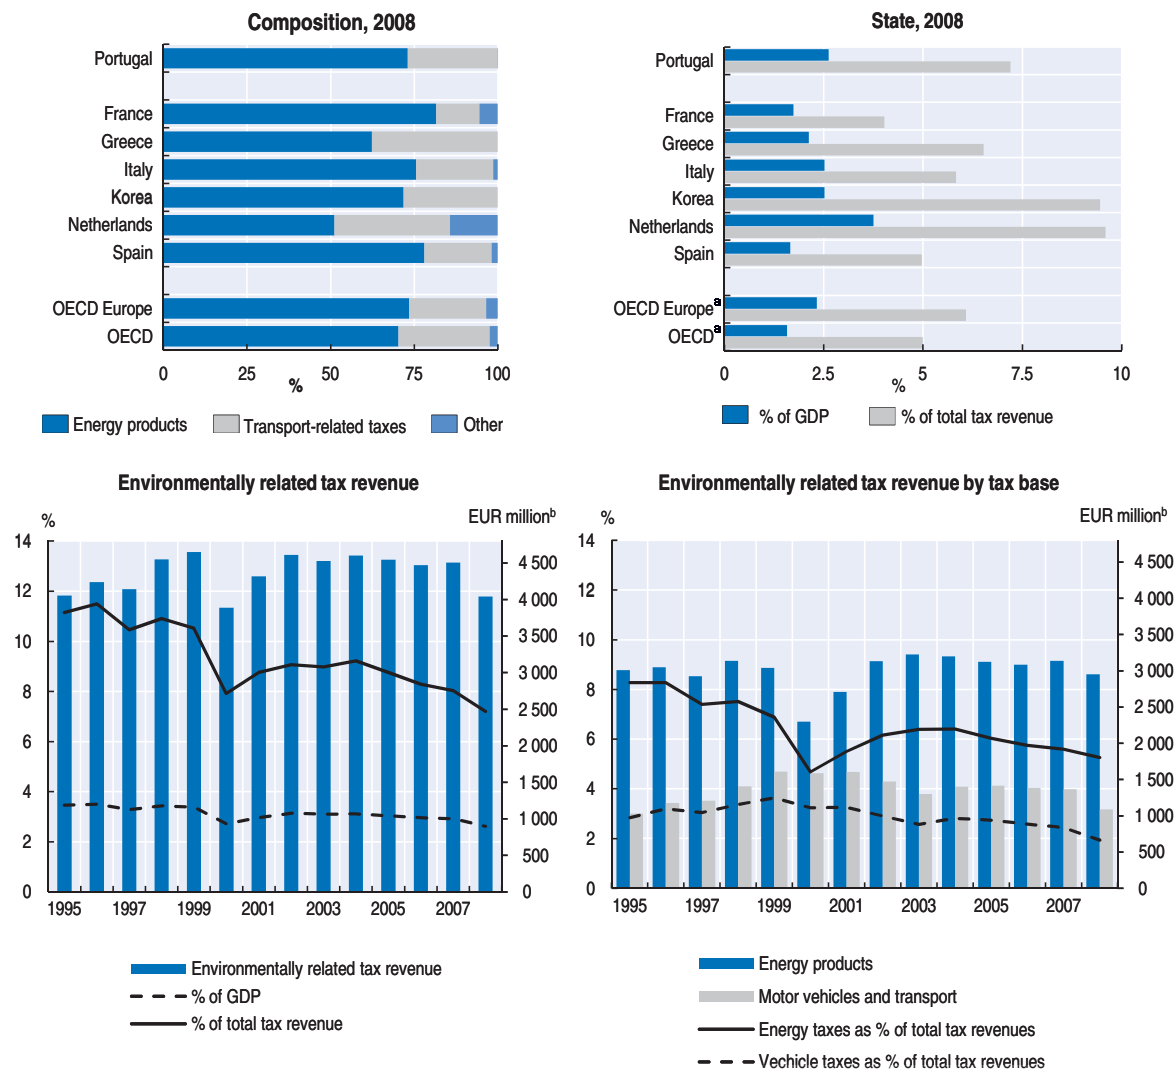 Composition, 2008
Portugal
France
Greece
Italy
Korea
Netherlands
Spain
OECD Europe
OECD
0 25 50 75 100
%
Energy products Transport-related taxes Other
State, 2008
Portugal
France
Greece
Italy
Korea
Netherlands
Spain
OECD Europeª
OECDª
0 2.5 5 7.5 10
%
% of GDP % of total tax revenue
Environmentally related tax revenue
% EUR millionᵇ
14
12
10
8
6
4
2
0
4 500
4 000
3 500
3 000
2 500
2 000
1 500
1 000
500
0
1995 1997 1999 2001 2003 2005 2007
Environmentally related tax revenue
% of GDP
% of total tax revenue
Environmentally related tax revenue by tax base
% EUR millionᵇ
14
12
10
8
6
4
2
0
4 500
4 000
3 500
3 000
2 500
2 000
1 500
1 000
500
0
1995 1997 1999 2001 2003 2005 2007
Energy products
Motor vehicles and transport
Energy taxes as % of total tax revenues
Vechicle taxes as % of total tax revenues